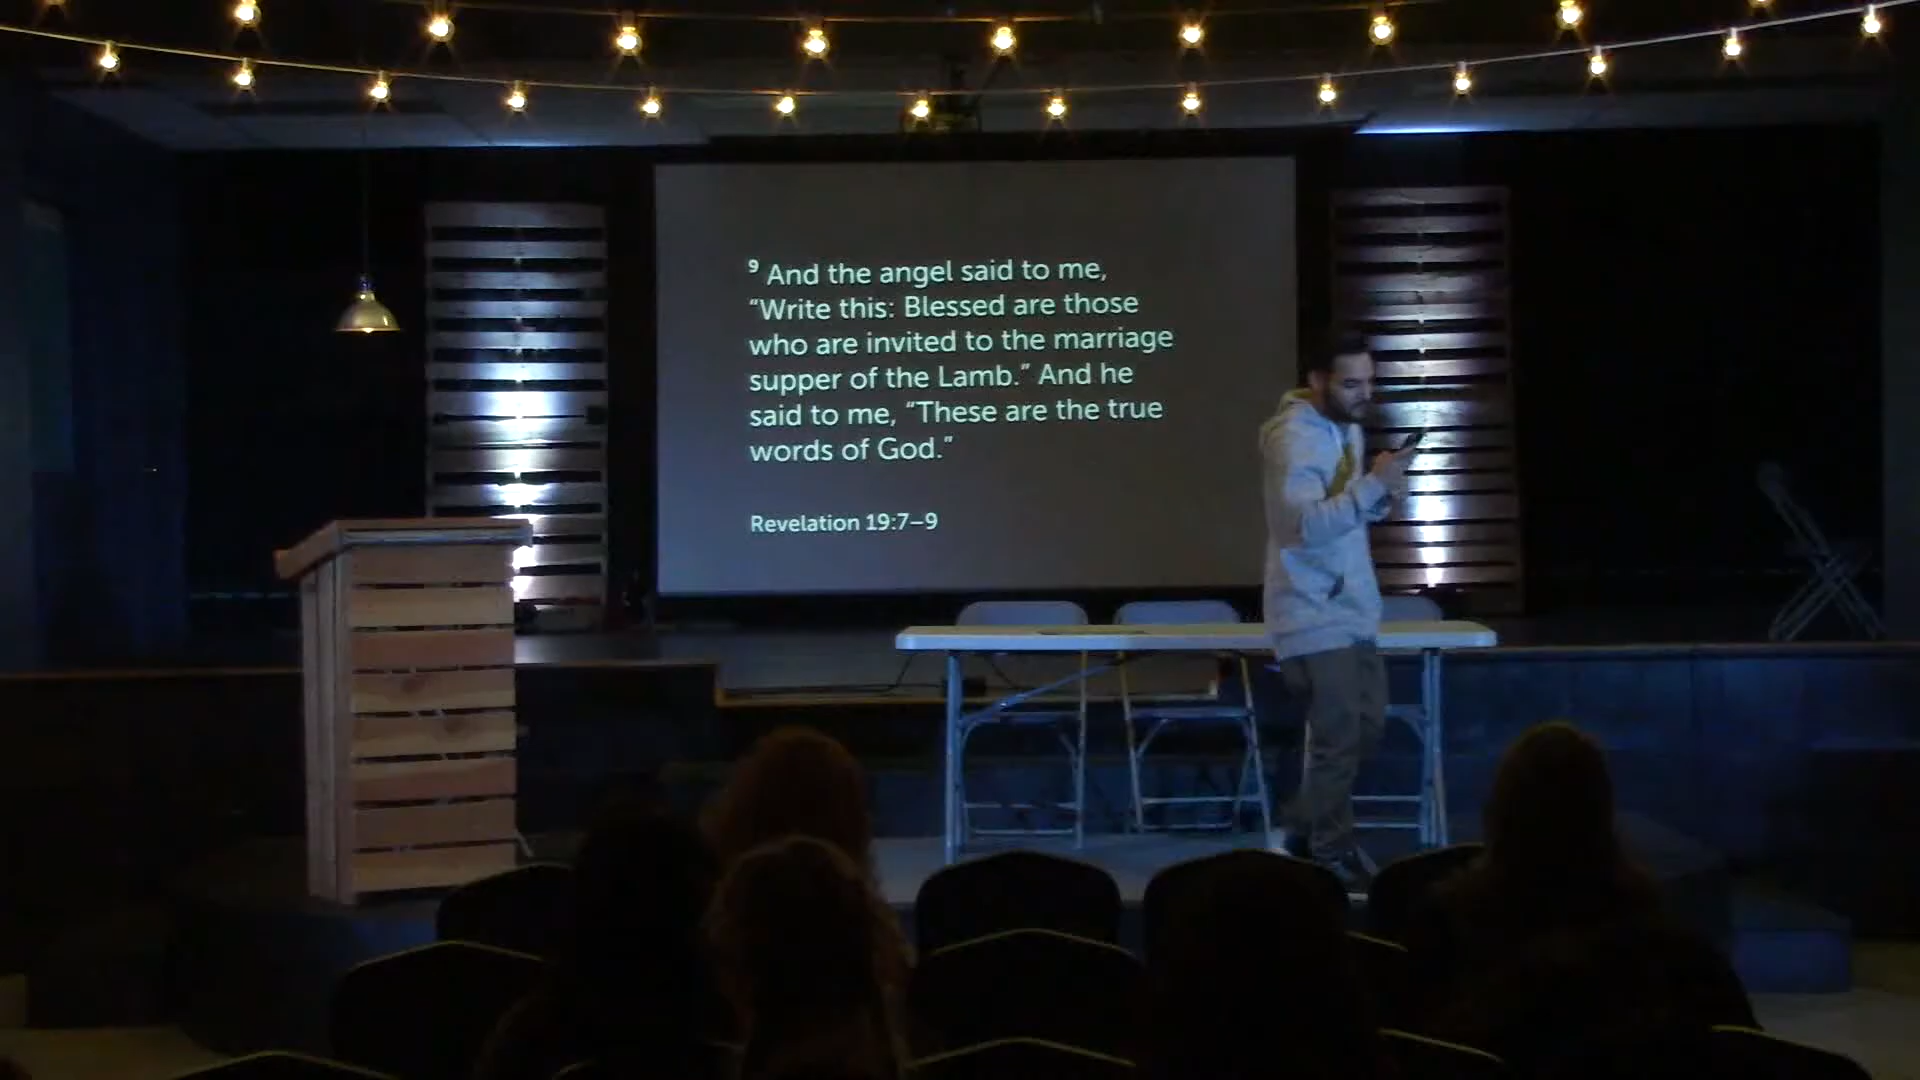 ⁹ And the angel said to me,
“Write this: Blessed are those
who are invited to the marriage
supper of the Lamb.” And he
said to me, “These are the true
words of God.”
Revelation 19:7–9